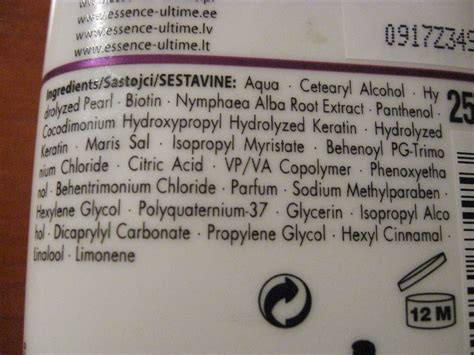 www.essence-ultime.ee
www.essence-ultime.lv
www.essence-ultime.lt
0917Z349
Ingredients/Sastojci/SESTAVINE: Aqua · Cetearyl Alcohol · Hy
drolyzed Pearl · Biotin · Nymphaea Alba Root Extract · Panthenol ·
Cocodimonium Hydroxypropyl Hydrolyzed Keratin · Hydrolyzed
Keratin · Maris Sal · Isopropyl Myristate · Behenoyl PG-Trimo
nium Chloride · Citric Acid · VP/VA Copolymer · Phenoxyetha
nol · Behentrimonium Chloride · Parfum · Sodium Methylparaben ·
Hexylene Glycol · Polyquaternium-37 · Glycerin · Isopropyl Alco
hol · Dicaprylyl Carbonate · Propylene Glycol · Hexyl Cinnamal ·
Linalool · Limonene
25
12 M